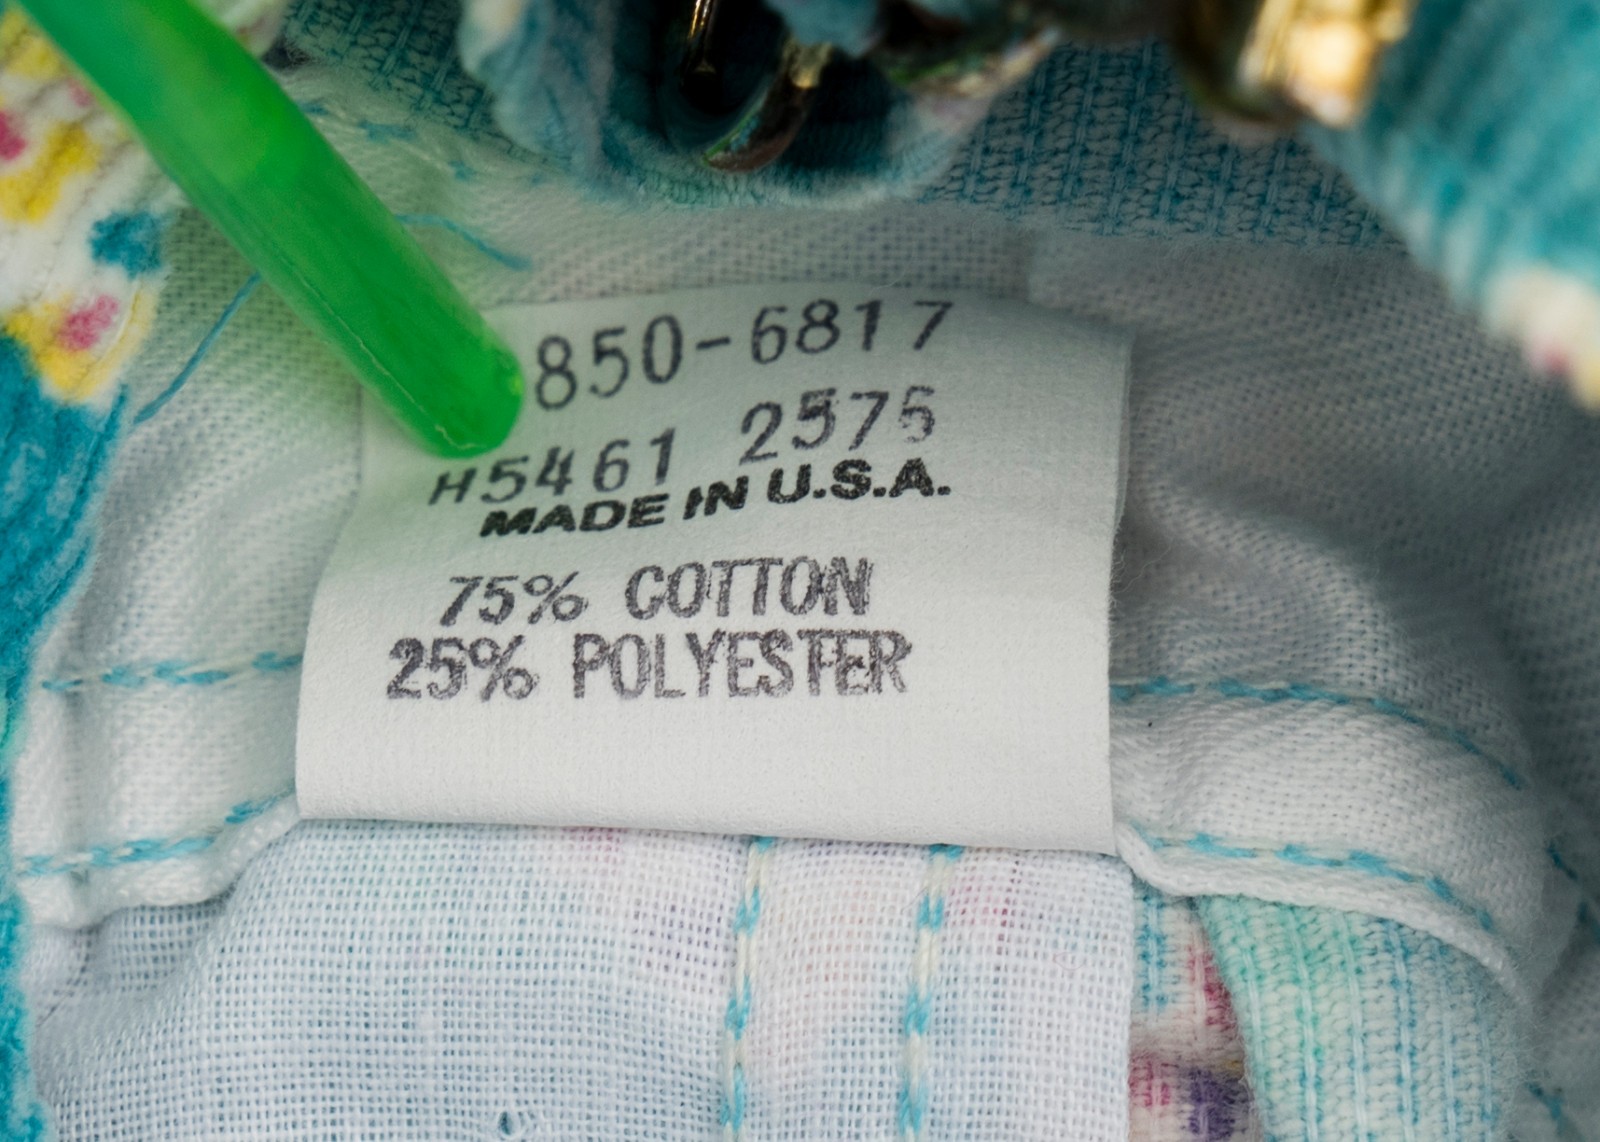 850-6817
H5461 2575
MADE IN U.S.A.
75% COTTON
25% POLYESTER